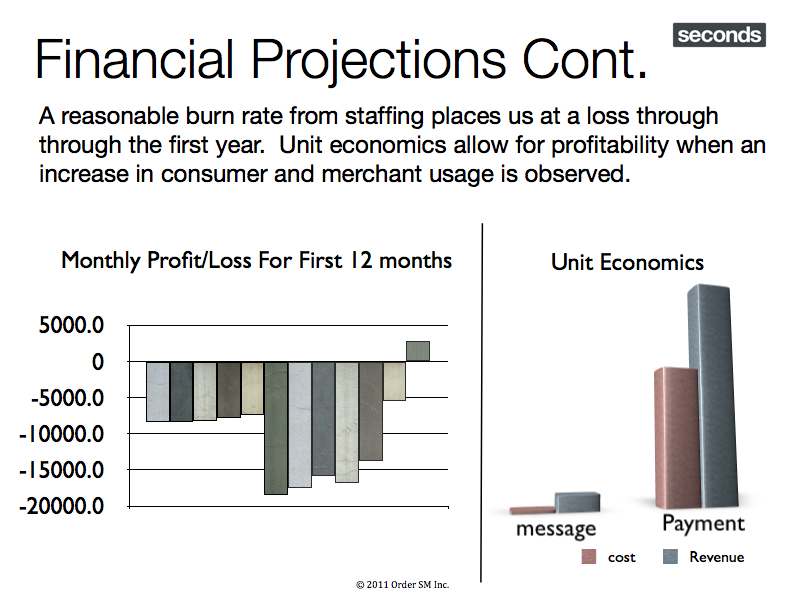 seconds
Financial Projections Cont.
A reasonable burn rate from staffing places us at a loss through
through the first year. Unit economics allow for profitability when an
increase in consumer and merchant usage is observed.
Monthly Profit/Loss For First 12 months
5000.0
0
-5000.0
-10000.0
-15000.0
-20000.0
Unit Economics
message
Payment
cost
Revenue
© 2011 Order SM Inc.